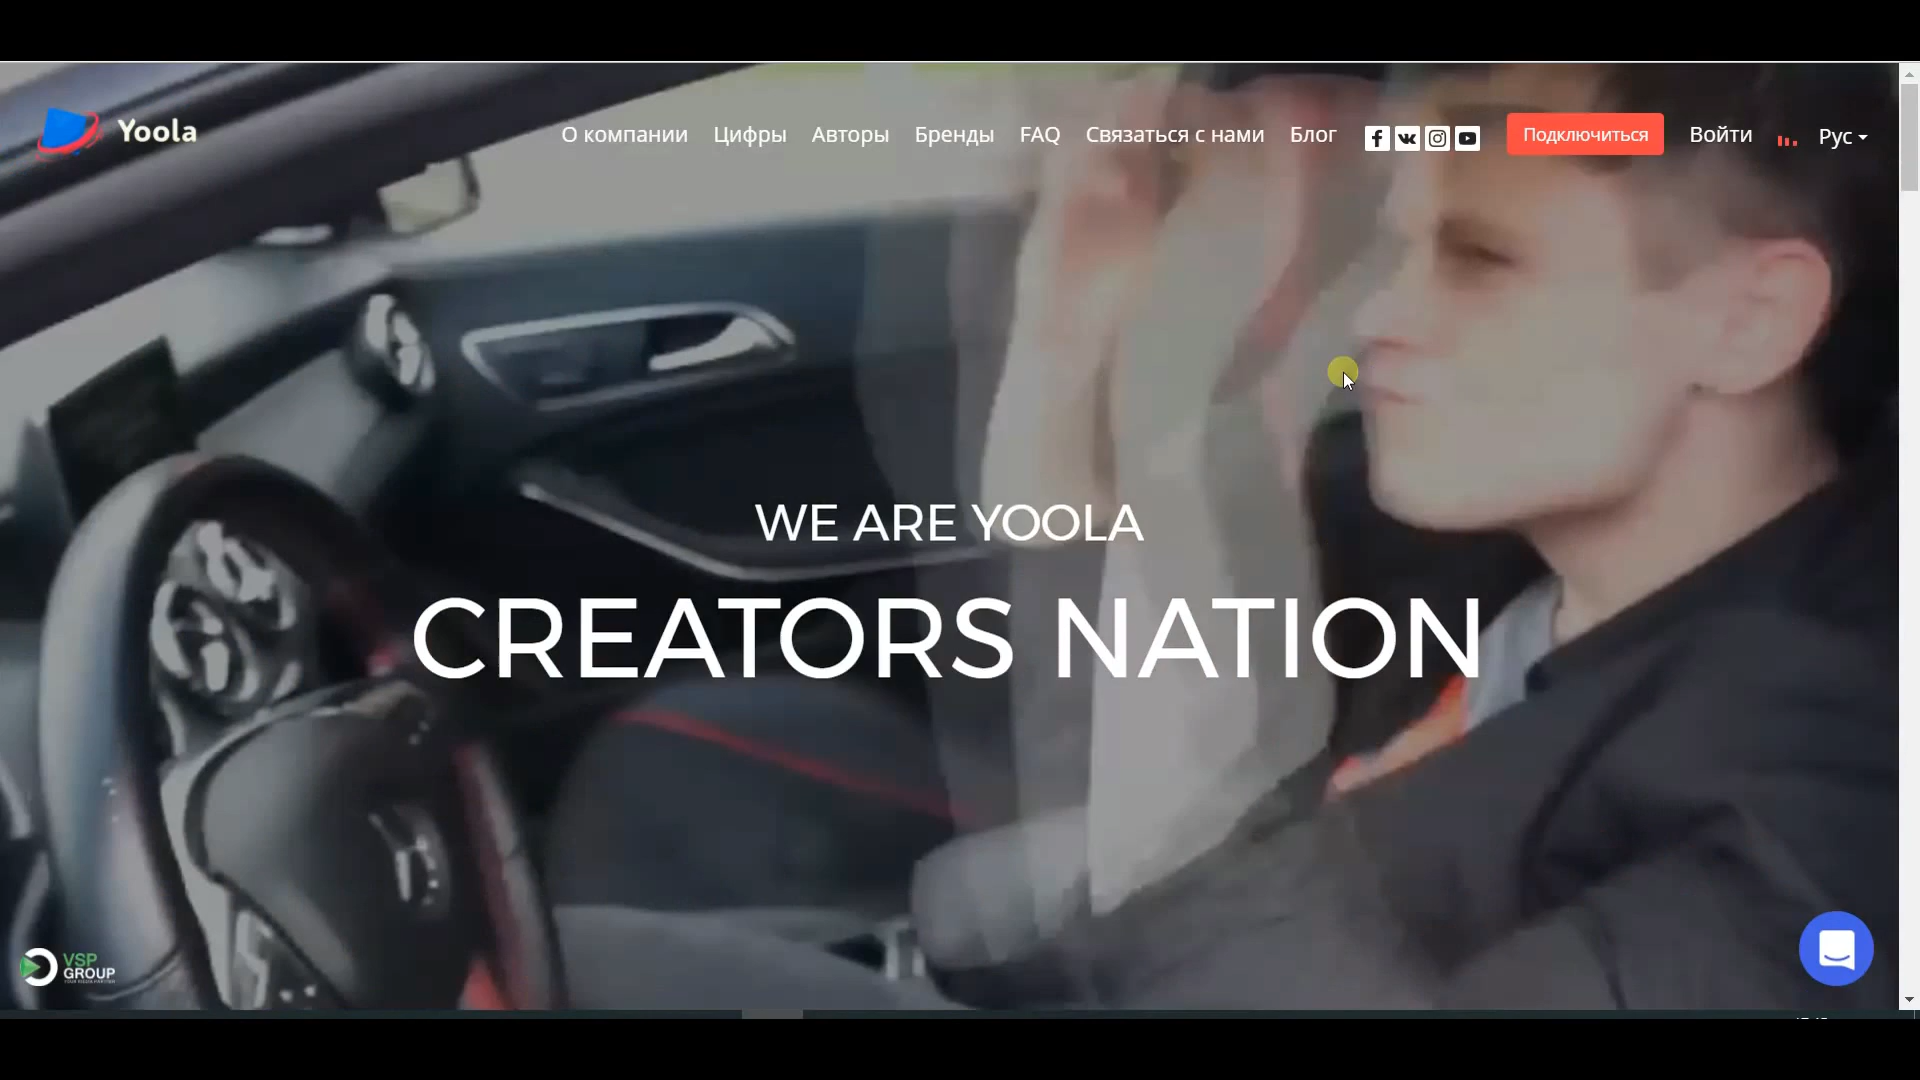 Yoola
О компании Цифры Авторы Бренды FAQ Связаться с нами Блог Подключиться Войти Рус
WE ARE YOOLA
CREATORS NATION
VSP
GROUP